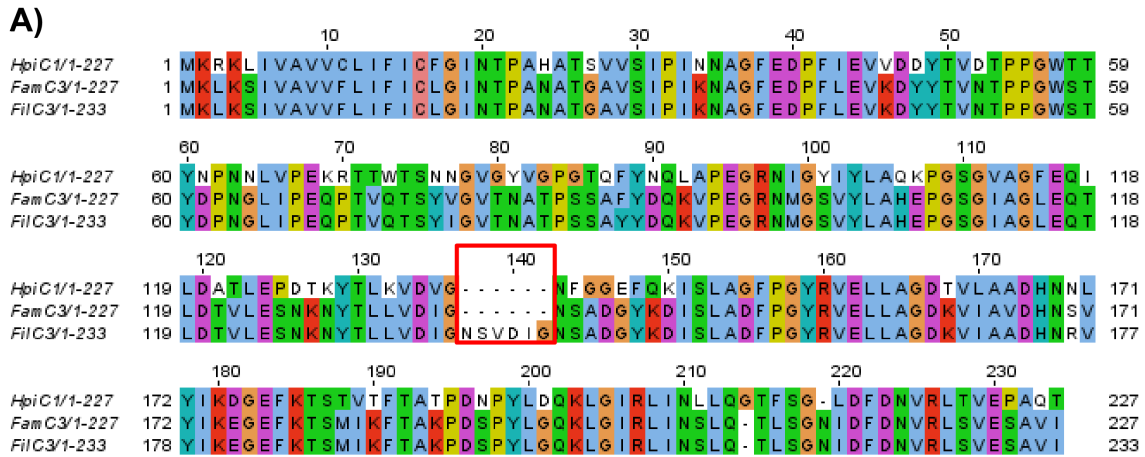 A)
10 20 30 40 50
HpiC1/1-227 1 MKRKLIVAVVCLIFICFGINTPAHATSVVSIPINNAGFEDPFIEVVDDYTVDTPPGWTT 59
FamC3/1-227 1 MKLKSIVAVVFLIFICLGINTPANATGAVSIPIKNAGFEDPFLEVKDYYTVNTPPGWST 59
FilC3/1-233 1 MKLKSIVAVVFLIFICLGINTPANATGAVSIPIKNAGFEDPFIEVKDYYTVNTPPGWST 59
60 70 80 90 100 110
HpiC1/1-227 60 YNPNNLVPEKRTTWTSNNGVGYVGPGTQFYNQLAPEGRNIGYIYLAQKPGSGVAGFEQI 118
FamC3/1-227 60 YDPNGLIPEQPTVQTSYVGVTNATPSSAFYDQKVPEGRNMGSVYLAHEPGSGIAGLEQT 118
FilC3/1-233 60 YDPNGLIPEQPTVQTSYIGVTNATPSSAYYDQKVPEGRNMGSVYLAHEPGSGIAGLEQT 118
120 130 140 150 160 170
HpiC1/1-227 119 LDATLEPDTKYTLKVDVG------NFGGEFQKISLAGFPGYRVELLAGDTVLAADHNNL 171
FamC3/1-227 119 LDTVLESNKNYTLLVDIG------NSADGYKDISLADFPGYRVELLAGDKVIAADHNSV 171
FilC3/1-233 119 LDTVLESNKNYTLLVDIGNSVDIGNSADGYKDISLADFPGYRVELLAGDKVIAADHNRV 177
180 190 200 210 220 230
HpiC1/1-227 172 YIKDGEFKTSTVTFTATPDNPYLDQKLGIRLINLLQGTFSG-LDFDNVRLTVEPAQT 227
FamC3/1-227 172 YIKEGEFKTSMIKFTAKPDSPYLGQKLGIRLINSLQ-TLSGNIDFDNVRLSVESAVI 227
FilC3/1-233 178 YIKEGEFKTSMIKFTAKPDSPYLGQKLGIRLINSLQ-TLSGNIDFDNVRLSVESAVI 233